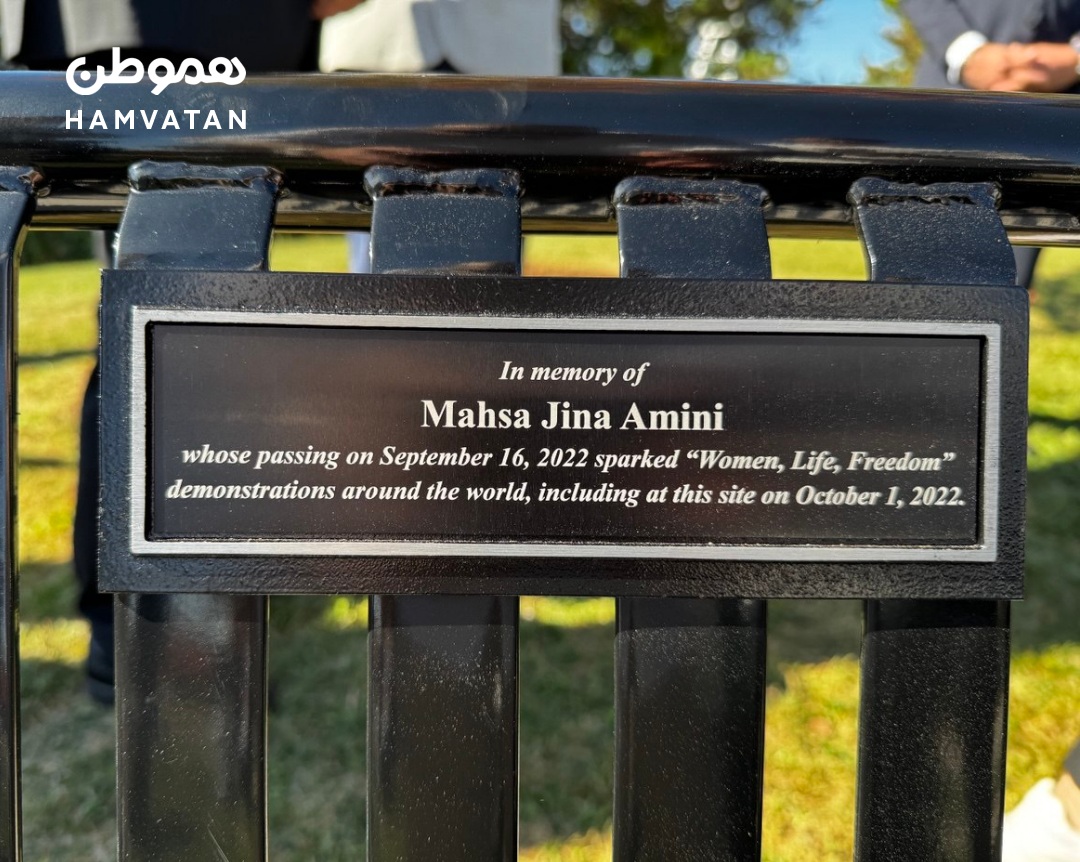 هموطن
HAMVATAN
In memory of
Mahsa Jina Amini
whose passing on September 16, 2022 sparked “Women, Life, Freedom”
demonstrations around the world, including at this site on October 1, 2022.